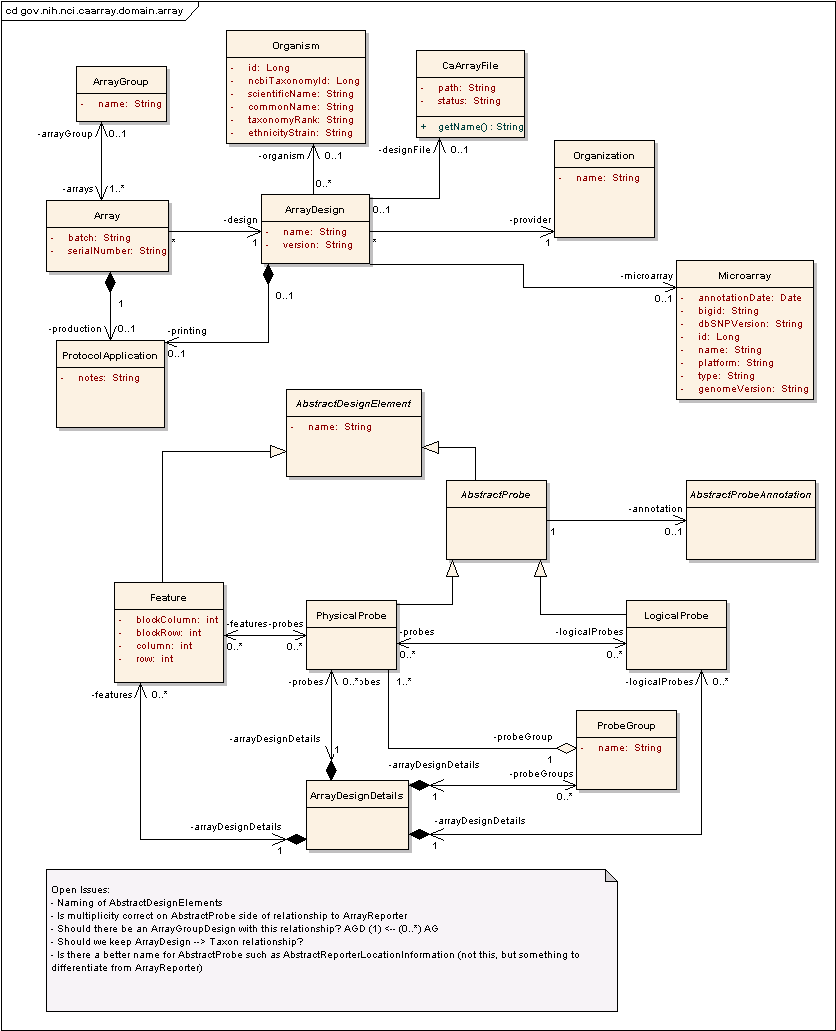 cd gov.nih.nci.caarray.domain.array
Organism
- id: Long
- ncbiTaxonomyId: Long
- scientificName: String
- commonName: String
- taxonomyRank: String
- ethnicityStrain: String
CaArrayFile
- path: String
- status: String
+ getName() : String
ArrayGroup
- name: String
-arrayGroup
0..1
-arrays
1..*
-organism
0..1
0..*
-designFile
0..1
0..1
Organization
- name: String
Array
- batch: String
- serialNumber: String
-design
*
1
ArrayDesign
- name: String
- version: String
-provider
*
1
-microarray
0..1
Microarray
- annotationDate: Date
- bigid: String
- dbSNPVersion: String
- id: Long
- name: String
- platform: String
- type: String
- genomeVersion: String
1
0..1
-production
0..1
-printing
0..1
ProtocolApplication
- notes: String
AbstractDesignElement
- name: String
AbstractProbe
1
-annotation
0..1
AbstractProbeAnnotation
Feature
- blockColumn: int
- blockRow: int
- column: int
- row: int
-features
-probes
0..*
0..*
PhysicalProbe
-probes
0..*
-logicalProbes
0..*
LogicalProbe
-features
0..*
-probes
0..*
obes
1..*
-logicalProbes
0..*
-probeGroup
1
ProbeGroup
- name: String
-arrayDesignDetails
1
-arrayDesignDetails
1
-probeGroups
0..*
ArrayDesignDetails
-arrayDesignDetails
1
-arrayDesignDetails
1
Open Issues:
- Naming of AbstractDesignElements
- Is multiplicity correct on AbstractProbe side of relationship to ArrayReporter
- Should there be an ArrayGroupDesign with this relationship? AGD (1) <-- (0..*) AG
- Should we keep ArrayDesign --> Taxon relationship?
- Is there a better name for AbstractProbe such as AbstractReporterLocationInformation (not this, but something to
differentiate from ArrayReporter)